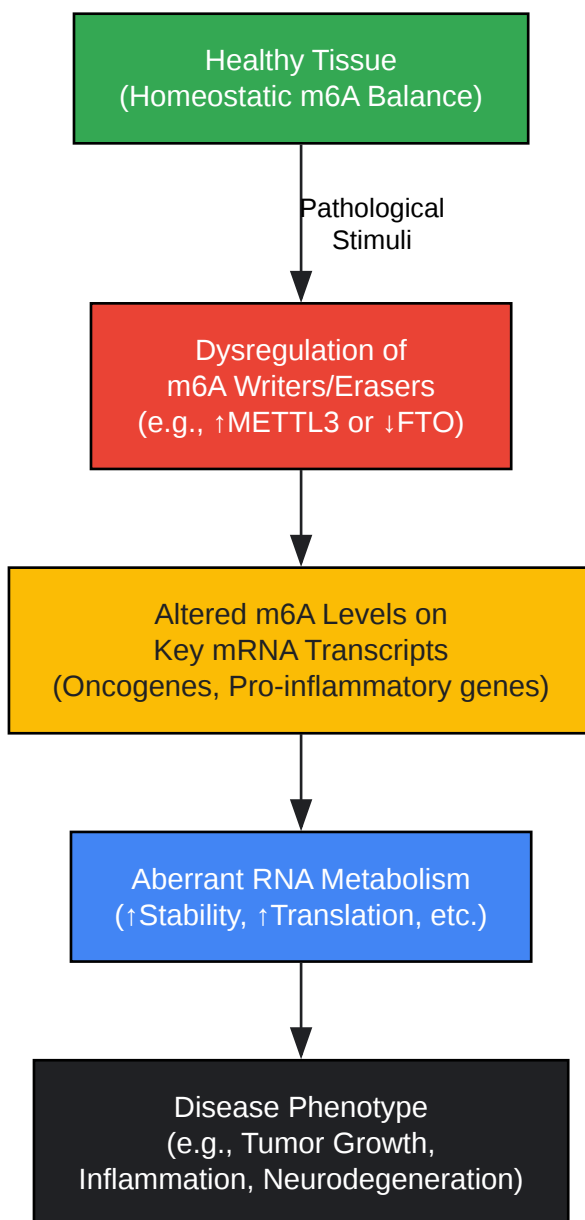 Healthy Tissue
(Homeostatic m6A Balance)
Pathological
Stimuli
Dysregulation of
m6A Writers/Erasers
(e.g., ↑METTL3 or ↓FTO)
Altered m6A Levels on
Key mRNA Transcripts
(Oncogenes, Pro-inflammatory genes)
Aberrant RNA Metabolism
(↑Stability, ↑Translation, etc.)
Disease Phenotype
(e.g., Tumor Growth,
Inflammation, Neurodegeneration)